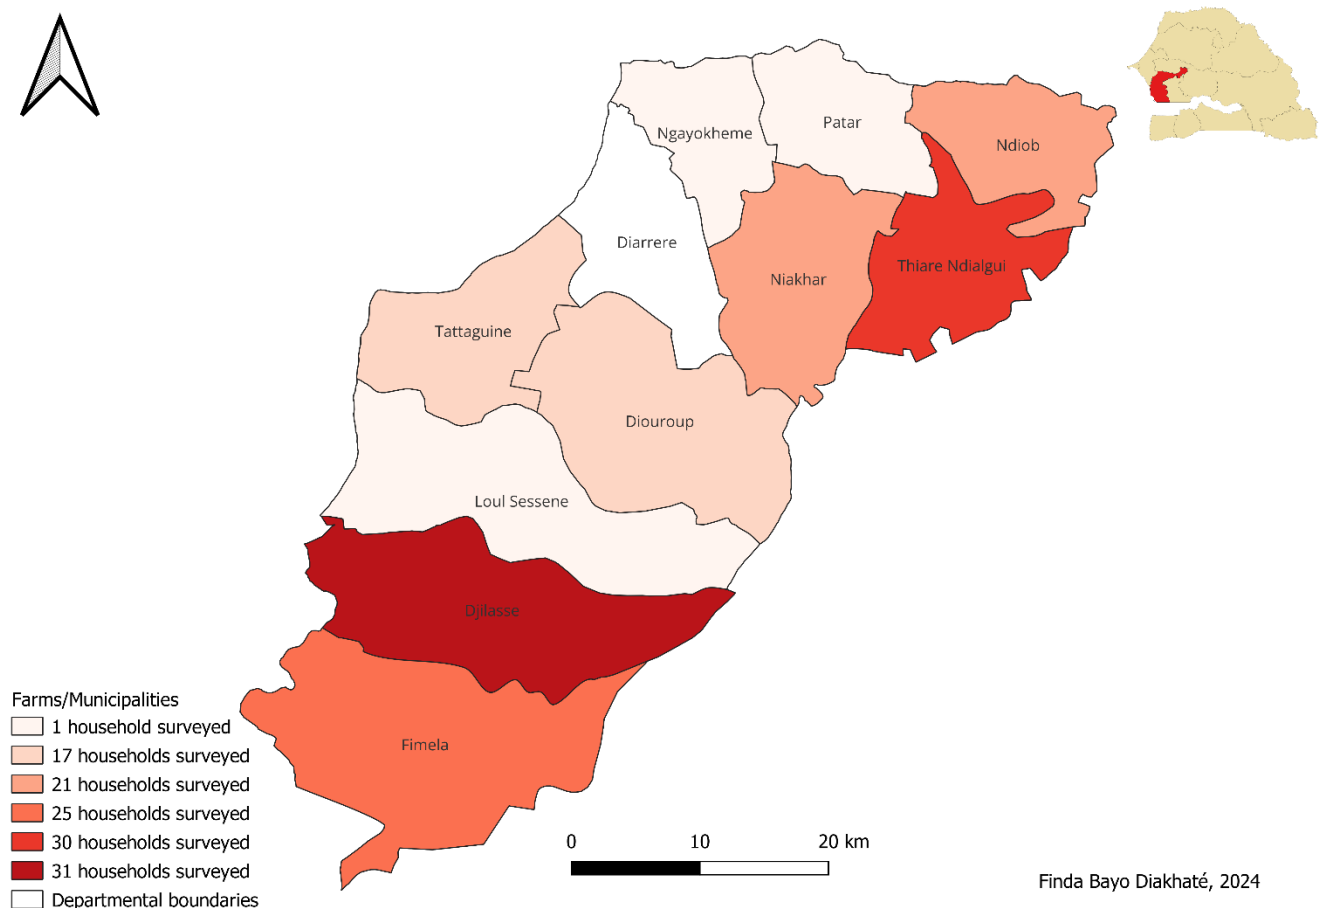 Patar
Ngayokheme
Ndiob
Diarrere
Thiare Ndialgui
Niakhar
Tattaguine
Diouroup
Loul Sessene
Djilasse
Fimela
Farms/Municipalities
1 household surveyed
17 households surveyed
21 households surveyed
25 households surveyed
30 households surveyed
31 households surveyed
Departmental boundaries
0 10 20 km
Finda Bayo Diakhaté, 2024